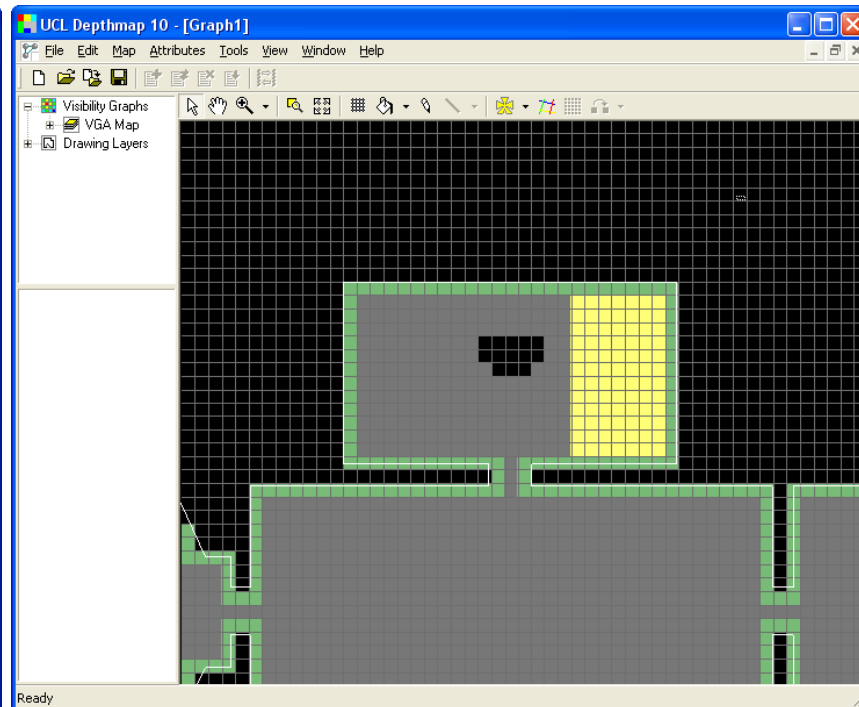 UCL Depthmap 10 - [Graph1]
File Edit Map Attributes Tools View Window Help
Visibility Graphs
VGA Map
Drawing Layers
Ready